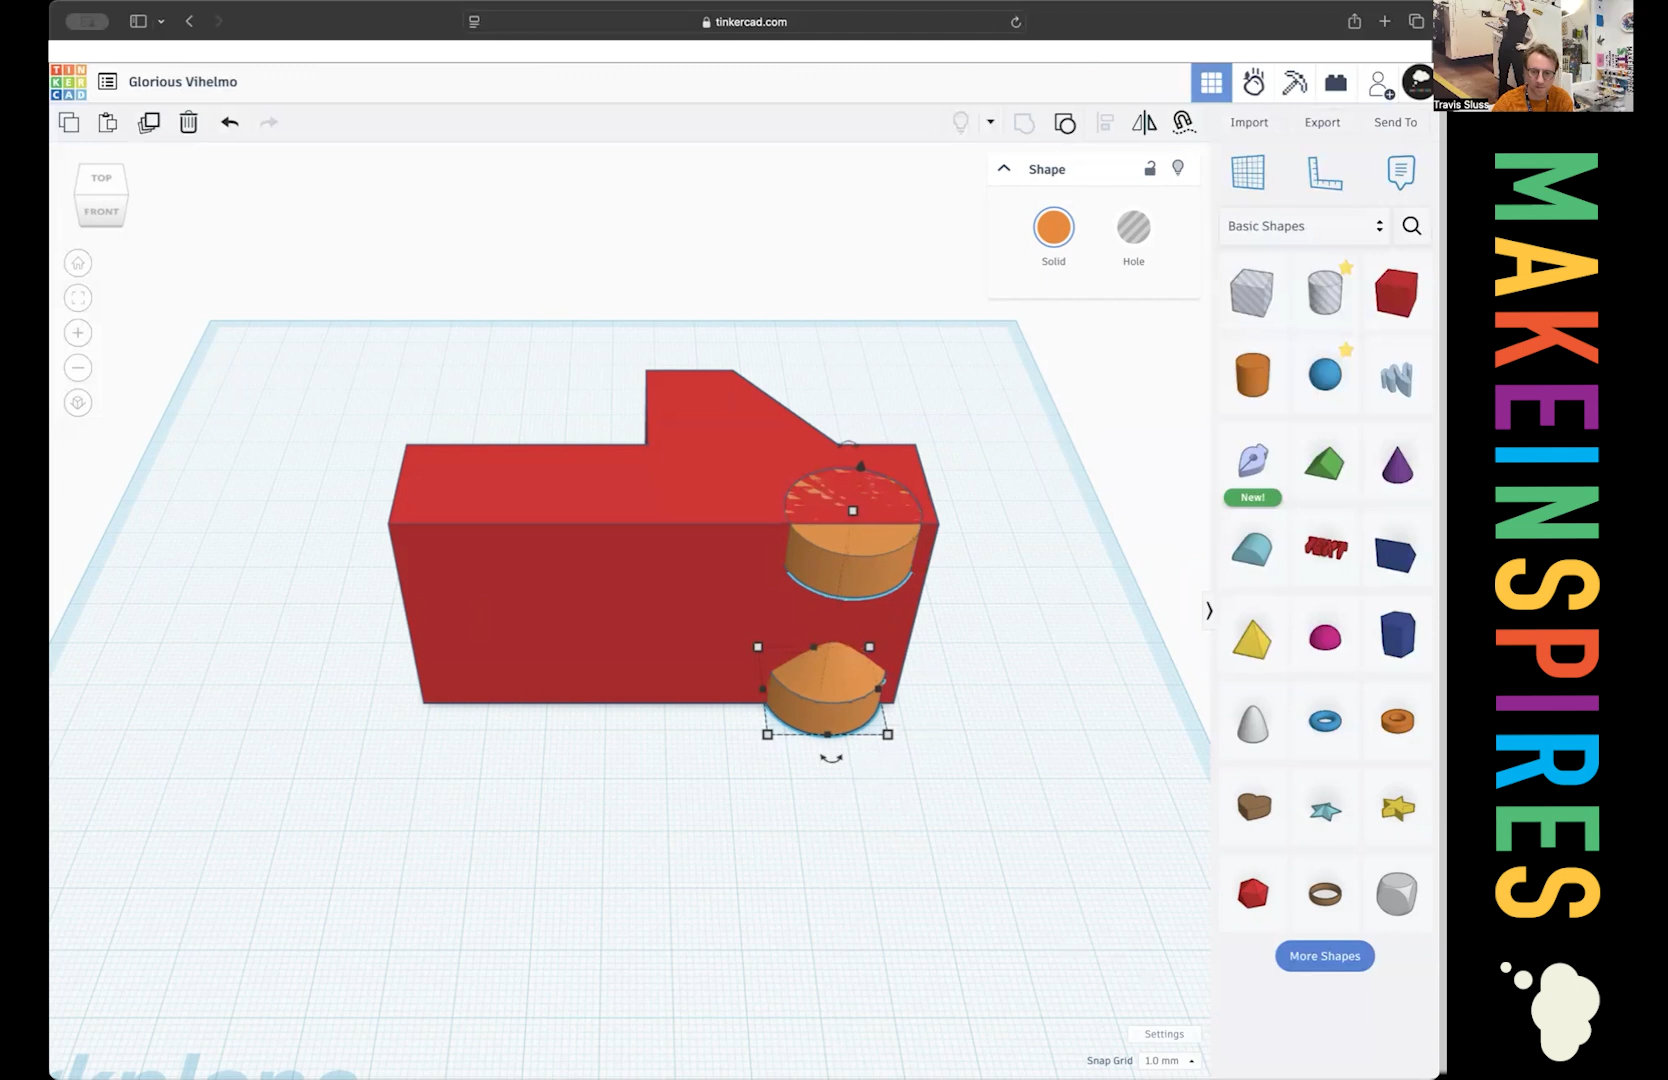 tinkercad.com
TIN
KER
CAD
Glorious Vihelmo
Travis Sluss
Import
Export
Send To
TOP
FRONT
Shape
Solid
Hole
Basic Shapes
New!
TEXT
More Shapes
Settings
Snap Grid
1.0 mm
MAKEINSPIRES